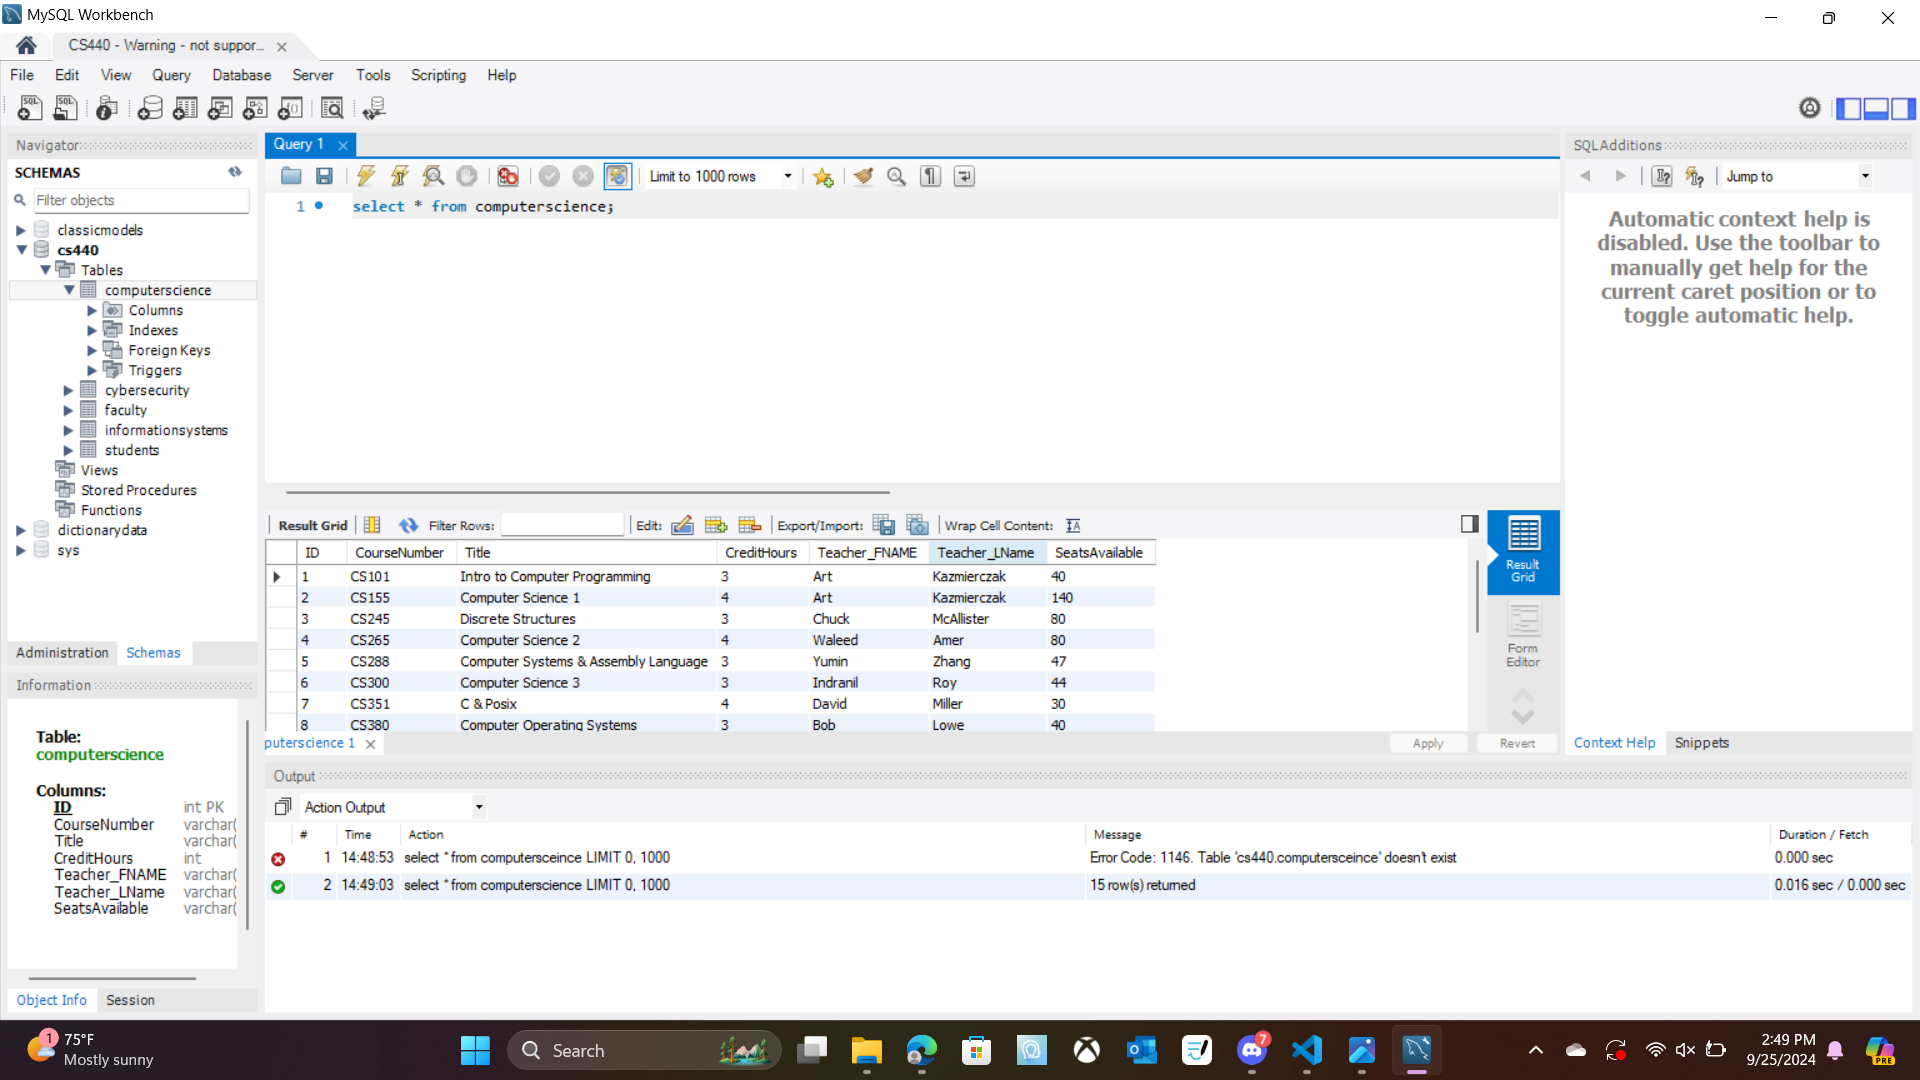 MySQL Workbench
CS440 - Warning - not suppor...
File Edit View Query Database Server Tools Scripting Help
Navigator
SCHEMAS
Filter objects
classicmodels
cs440
Tables
computerscience
Columns
Indexes
Foreign Keys
Triggers
cybersecurity
faculty
informationsystems
students
Views
Stored Procedures
Functions
dictionarydata
sys
Administration Schemas
Information
Table:
computerscience
Columns:
ID int PK
CourseNumber varchar(
Title varchar(
CreditHours int
Teacher_FNAME varchar(
Teacher_LName varchar(
SeatsAvailable varchar(
Object Info Session
Query 1
Limit to 1000 rows
1 select * from computerscience;
Result Grid Filter Rows: Edit: Export/Import: Wrap Cell Content:
ID CourseNumber Title CreditHours Teacher_FNAME Teacher_LName SeatsAvailable
1 CS101 Intro to Computer Programming 3 Art Kazmierczak 40
2 CS155 Computer Science 1 4 Art Kazmierczak 140
3 CS245 Discrete Structures 3 Chuck McAllister 80
4 CS265 Computer Science 2 4 Waleed Amer 80
5 CS288 Computer Systems & Assembly Language 3 Yumin Zhang 47
6 CS300 Computer Science 3 3 Indranil Roy 44
7 CS351 C & Posix 4 David Miller 30
8 CS380 Computer Operating Systems 3 Bob Lowe 40
Result
Grid
Form
Editor
puterscience 1
Apply Revert
Output
Action Output
# Time Action Message Duration / Fetch
1 14:48:53 select * from computersceince LIMIT 0, 1000 Error Code: 1146. Table 'cs440.computersceince' doesn't exist 0.000 sec
2 14:49:03 select * from computerscience LIMIT 0, 1000 15 row(s) returned 0.016 sec / 0.000 sec
SQLAdditions
Jump to
Automatic context help is
disabled. Use the toolbar to
manually get help for the
current caret position or to
toggle automatic help.
Context Help Snippets
1
75°F
Mostly sunny
Search
7
2:49 PM
9/25/2024
PRE